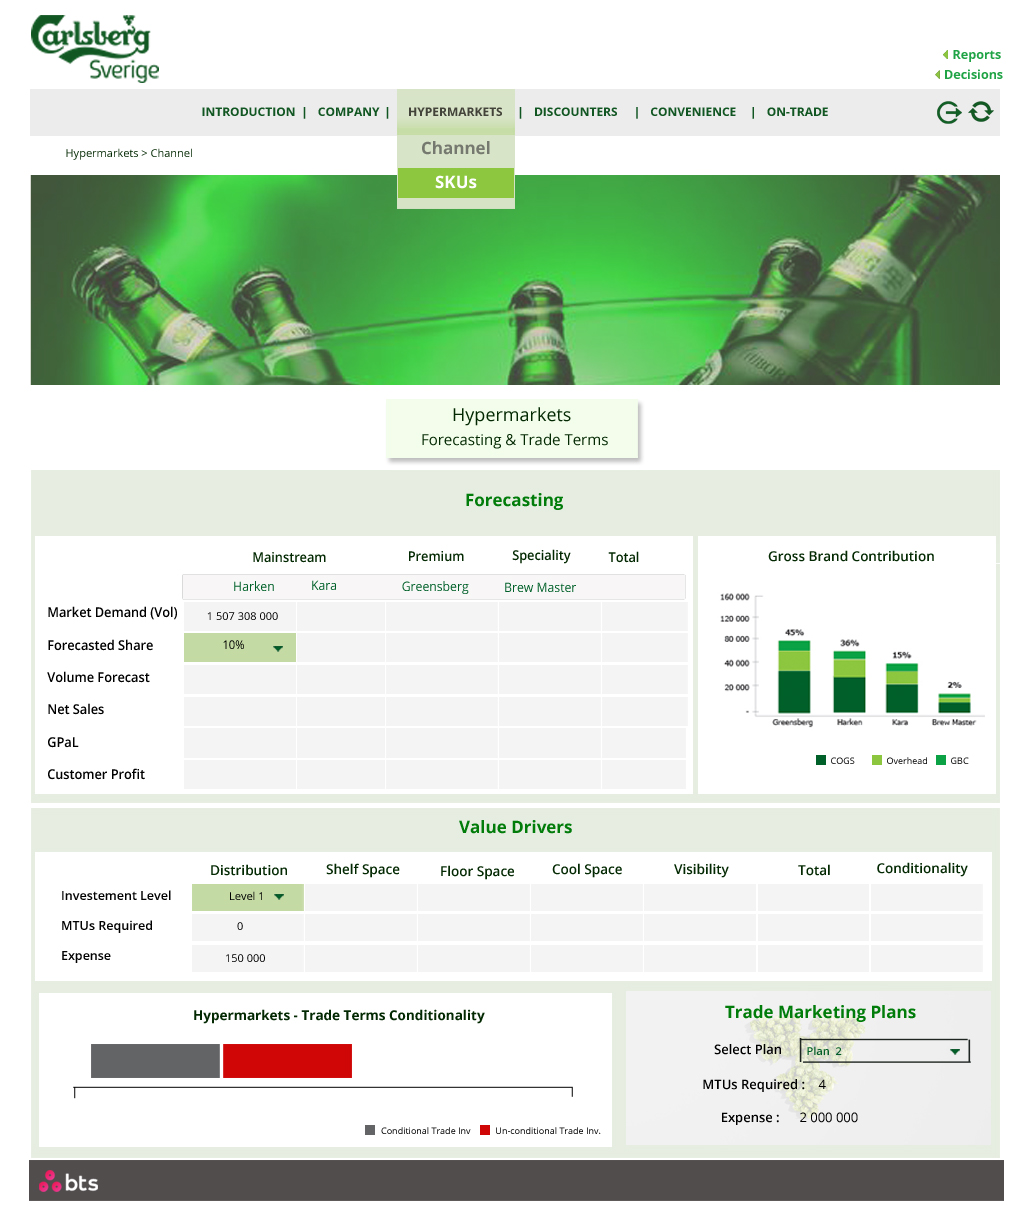 Carlsberg
Sverige
Reports
Decisions
INTRODUCTION | COMPANY | HYPERMARKETS | DISCOUNTERS | CONVENIENCE | ON-TRADE
Channel
Hypermarkets > Channel
SKUs
Hypermarkets
Forecasting & Trade Terms
Forecasting
Mainstream Premium Speciality Total
Harken Kara Greensberg Brew Master
Market Demand (Vol) 1 507 308 000
Forecasted Share 10%
Volume Forecast
Net Sales
GPaL
Customer Profit
Gross Brand Contribution
160 000
120 000
80 000
40 000
20 000
-
45%
36%
15%
2%
Greensberg Harken Kara Brew Master
COGS Overhead GBC
Value Drivers
Distribution Shelf Space Floor Space Cool Space Visibility Total Conditionality
Investement Level Level 1
MTUs Required 0
Expense 150 000
Hypermarkets - Trade Terms Conditionality
Conditional Trade Inv Un-conditional Trade Inv.
Trade Marketing Plans
Select Plan Plan 2
MTUs Required : 4
Expense : 2 000 000
bts